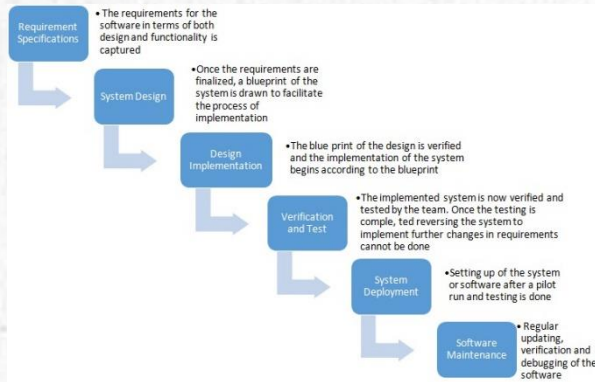 Requirement
Specifications
• The requirements for the
software in terms of both
design and functionality is
captured
System Design
•Once the requirements are
finalized, a blueprint of the
system is drawn to facilitate
the process of
implementation
Design
Implementation
•The blue print of the design is verified
and the implementation of the system
begins according to the blueprint
Verification
and Test
•The implemented system is now verified and
tested by the team. Once the testing is
comple, ted reversing the system to
implement further changes in requirements
cannot be done
System
Deployment
•Setting up of the system
or software after a pilot
run and testing is done
Software
Maintenance
• Regular
updating,
verification and
debugging of the
software